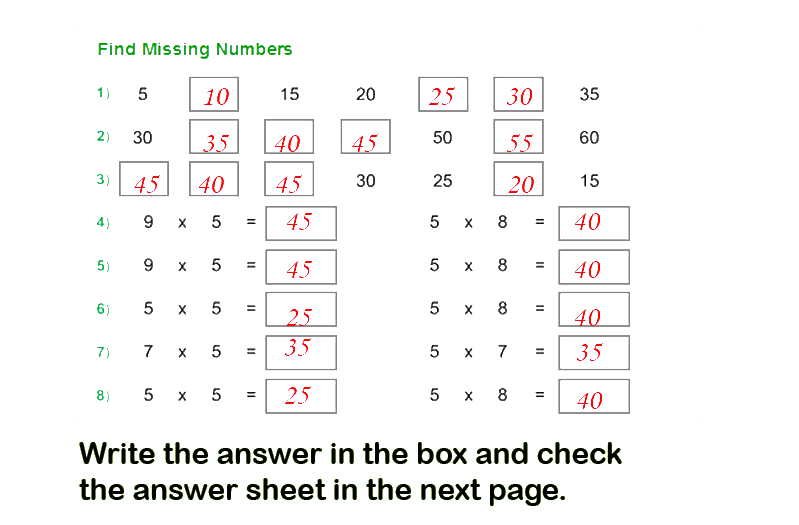 Find Missing Numbers
1) 5 10 15 20 25 30 35
2) 30 35 40 45 50 55 60
3) 45 40 45 30 25 20 15
4) 9 x 5 = 45 5 x 8 = 40
5) 9 x 5 = 45 5 x 8 = 40
6) 5 x 5 = 25 5 x 8 = 40
7) 7 x 5 = 35 5 x 7 = 35
8) 5 x 5 = 25 5 x 8 = 40
Write the answer in the box and check
the answer sheet in the next page.